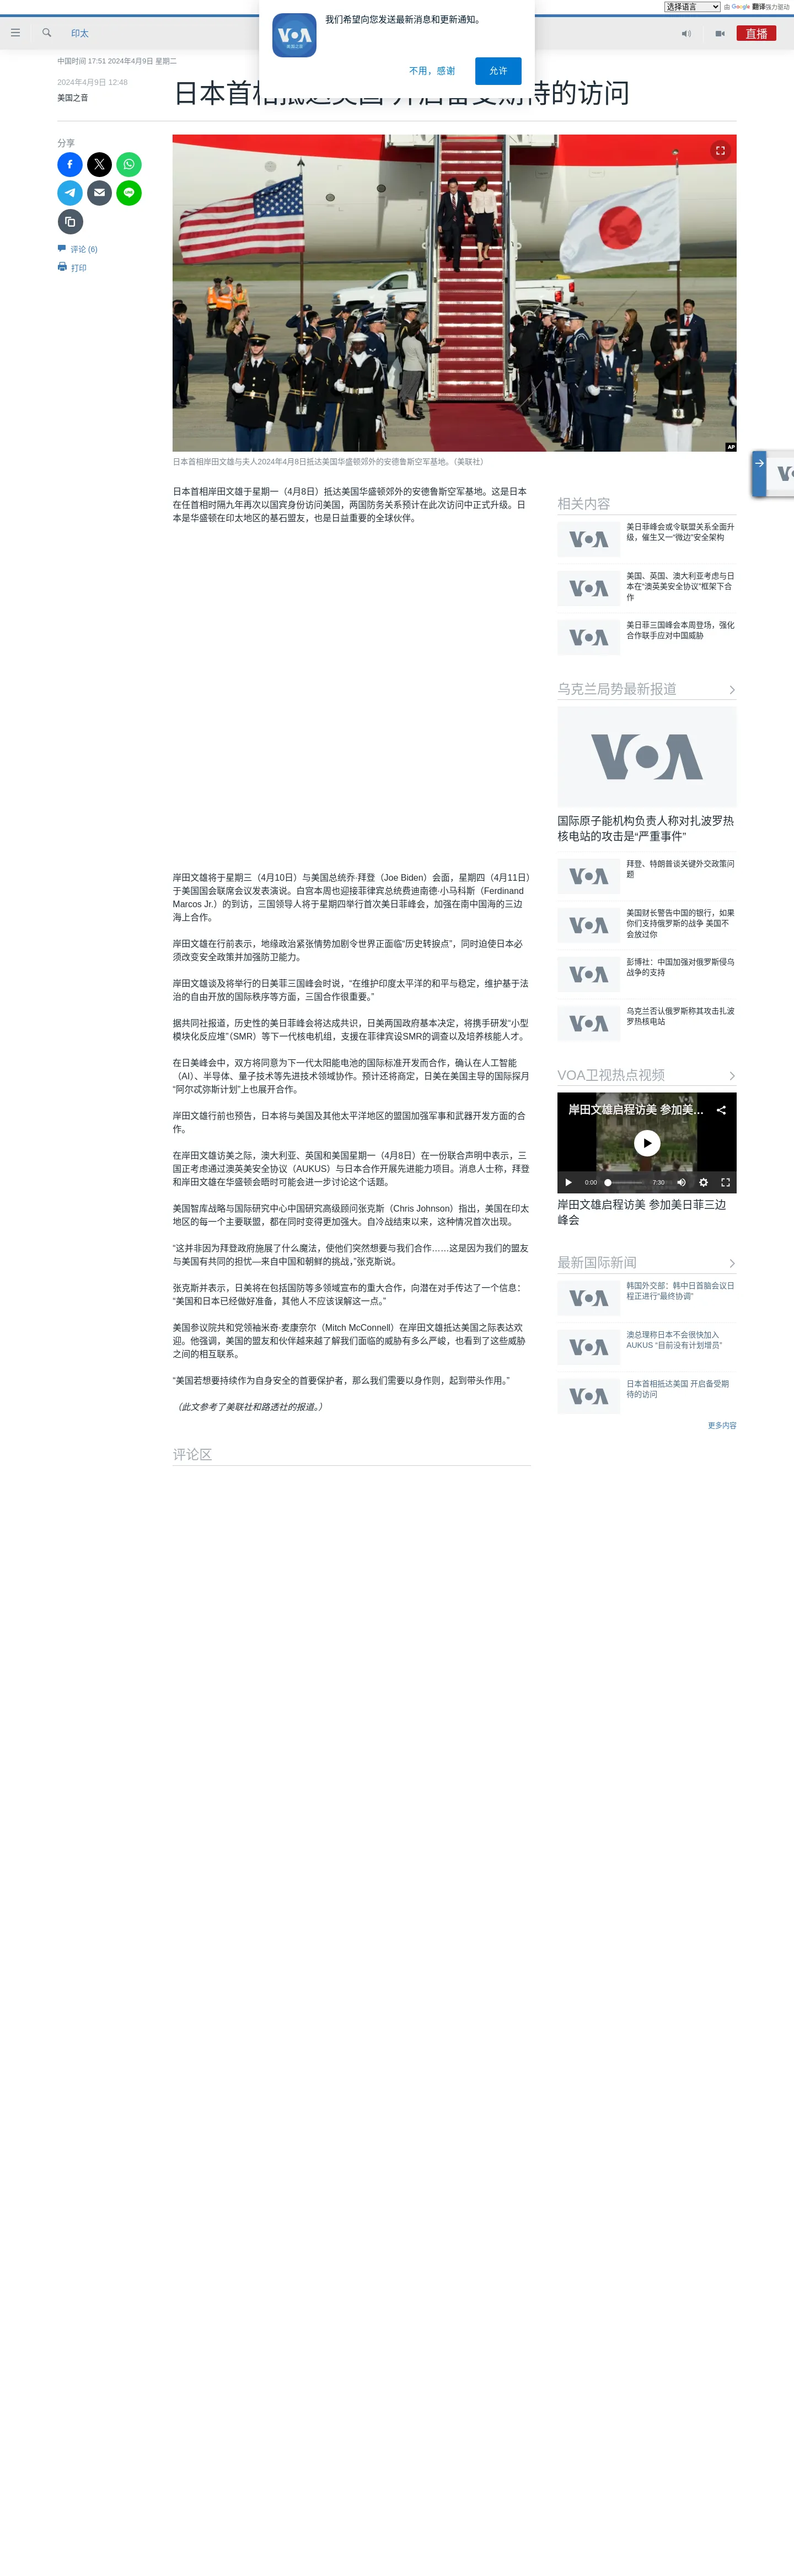 选择语言
由 Google 翻译强力驱动
我们希望向您发送最新消息和更新通知。
不用，感谢
允许
印太
直播
中国时间 17:51 2024年4月9日 星期二
2024年4月9日 12:48
美国之音
日本首相抵达美国 开启备受期待的访问
分享
评论 (6)
打印
AP
日本首相岸田文雄与夫人2024年4月8日抵达美国华盛顿郊外的安德鲁斯空军基地。（美联社）
日本首相岸田文雄于星期一（4月8日）抵达美国华盛顿郊外的安德鲁斯空军基地。这是日本
在任首相时隔九年再次以国宾身份访问美国，两国防务关系预计在此次访问中正式升级。日
本是华盛顿在印太地区的基石盟友，也是日益重要的全球伙伴。
岸田文雄将于星期三（4月10日）与美国总统乔·拜登（Joe Biden）会面，星期四（4月11日）
于美国国会联席会议发表演说。白宫本周也迎接菲律宾总统费迪南德·小马科斯（Ferdinand
Marcos Jr.）的到访，三国领导人将于星期四举行首次美日菲峰会，加强在南中国海的三边
海上合作。
岸田文雄在行前表示，地缘政治紧张情势加剧令世界正面临“历史转捩点”，同时迫使日本必
须改变安全政策并加强防卫能力。
岸田文雄谈及将举行的日美菲三国峰会时说，“在维护印度太平洋的和平与稳定，维护基于法
治的自由开放的国际秩序等方面，三国合作很重要。”
据共同社报道，历史性的美日菲峰会将达成共识，日美两国政府基本决定，将携手研发“小型
模块化反应堆”（SMR）等下一代核电机组，支援在菲律宾设SMR的调查以及培养核能人才。
在日美峰会中，双方将同意为下一代太阳能电池的国际标准开发而合作，确认在人工智能
（AI）、半导体、量子技术等先进技术领域协作。预计还将商定，日美在美国主导的国际探月
“阿尔忒弥斯计划”上也展开合作。
岸田文雄行前也预告，日本将与美国及其他太平洋地区的盟国加强军事和武器开发方面的合
作。
在岸田文雄访美之际，澳大利亚、英国和美国星期一（4月8日）在一份联合声明中表示，三
国正考虑通过澳英美安全协议（AUKUS）与日本合作开展先进能力项目。消息人士称，拜登
和岸田文雄在华盛顿会晤时可能会进一步讨论这个话题。
美国智库战略与国际研究中心中国研究高级顾问张克斯（Chris Johnson）指出，美国在印太
地区的每一个主要联盟，都在同时变得更加强大。自冷战结束以来，这种情况首次出现。
“这并非因为拜登政府施展了什么魔法，使他们突然想要与我们合作……这是因为我们的盟友
与美国有共同的担忧—来自中国和朝鲜的挑战，”张克斯说。
张克斯并表示，日美将在包括国防等多领域宣布的重大合作，向潜在对手传达了一个信息：
“美国和日本已经做好准备，其他人不应该误解这一点。”
美国参议院共和党领袖米奇·麦康奈尔（Mitch McConnell）在岸田文雄抵达美国之际表达欢
迎。他强调，美国的盟友和伙伴越来越了解我们面临的威胁有多么严峻，也看到了这些威胁
之间的相互联系。
“美国若想要持续作为自身安全的首要保护者，那么我们需要以身作则，起到带头作用。”
（此文参考了美联社和路透社的报道。）
评论区
相关内容
美日菲峰会或令联盟关系全面升
级，催生又一“微边”安全架构
美国、英国、澳大利亚考虑与日
本在“澳英美安全协议”框架下合
作
美日菲三国峰会本周登场，强化
合作联手应对中国威胁
乌克兰局势最新报道
VOA
国际原子能机构负责人称对扎波罗热
核电站的攻击是“严重事件”
拜登、特朗普谈关键外交政策问
题
美国财长警告中国的银行，如果
你们支持俄罗斯的战争 美国不
会放过你
彭博社：中国加强对俄罗斯侵乌
战争的支持
乌克兰否认俄罗斯称其攻击扎波
罗热核电站
VOA卫视热点视频
岸田文雄启程访美 参加美...
0:00
7:30
岸田文雄启程访美 参加美日菲三边
峰会
最新国际新闻
韩国外交部：韩中日首脑会议日
程正进行“最终协调”
澳总理称日本不会很快加入
AUKUS “目前没有计划增员”
日本首相抵达美国 开启备受期
待的访问
更多内容